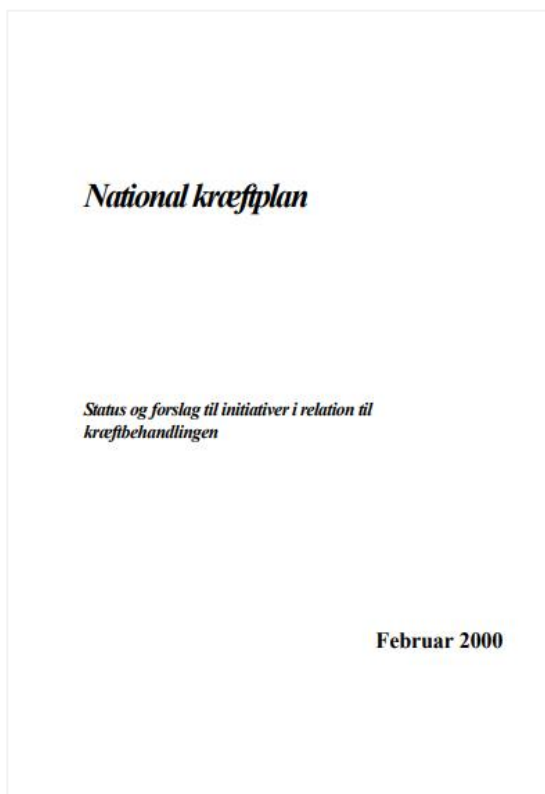 National kræftplan
Status og forslag til initiativer i relation til
kræftbehandlingen
Februar 2000